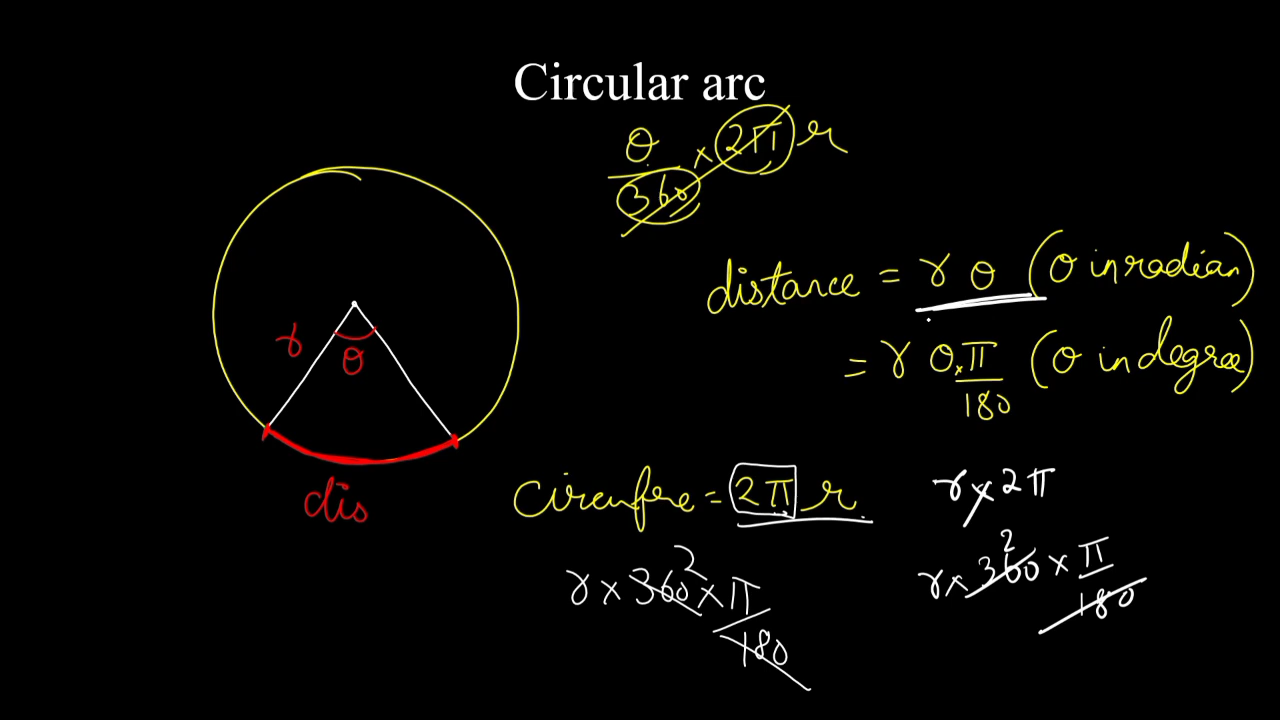 Circular arc
θ/360 × 2π r
distance = r θ (θ in radian)
= r θ × π/180 (θ in degree)
r
θ
dis
Circumfere = 2π r
r × 2π
r × 360 2 × π/180
r × 360 2 × π/180